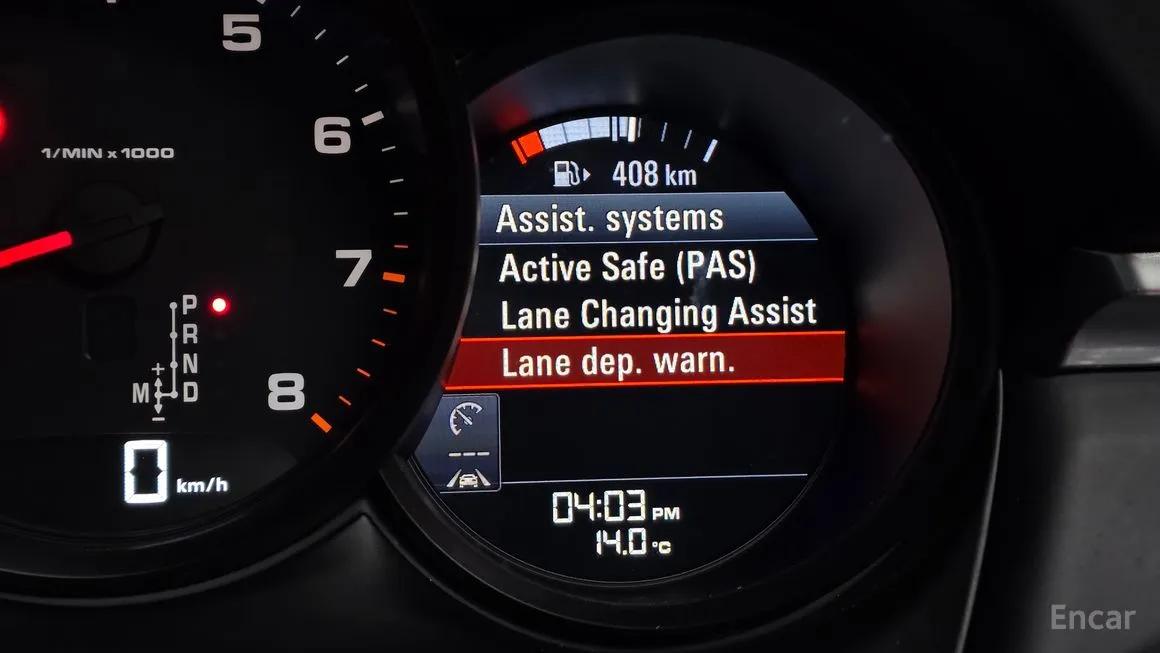 5
6
1/MIN x 1000
7
8
P
R
N
M D
+
-
0 km/h
408 km
Assist. systems
Active Safe (PAS)
Lane Changing Assist
Lane dep. warn.
04:03 PM
14.0 °C
Encar